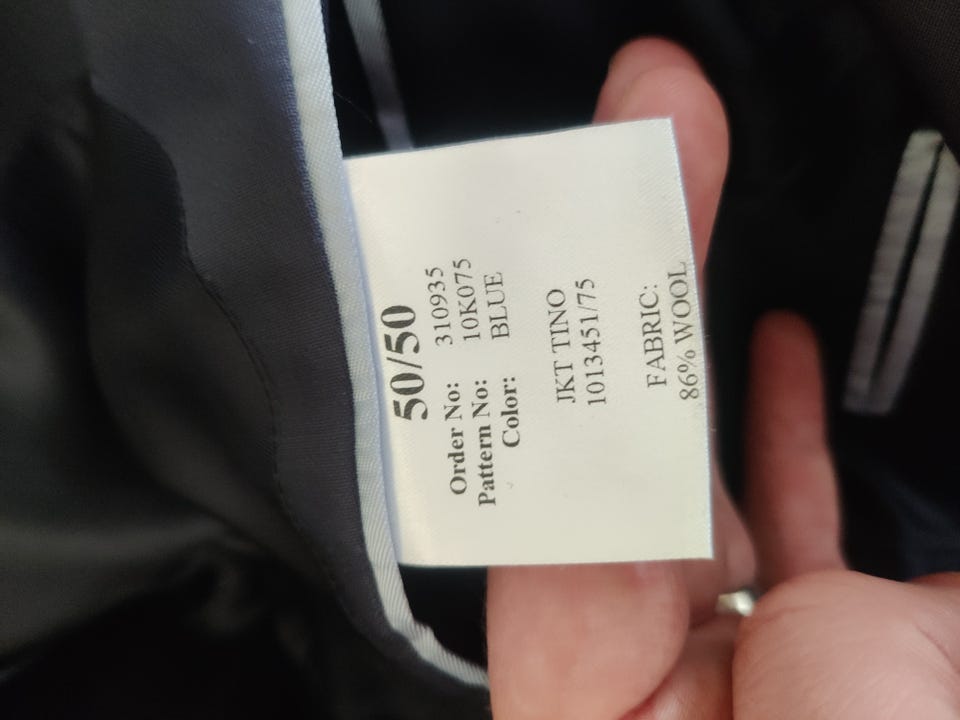 50/50
Order No: 310935
Pattern No: 10K075
Color: BLUE
JKT TINO
1013451/75
FABRIC:
86% WOOL